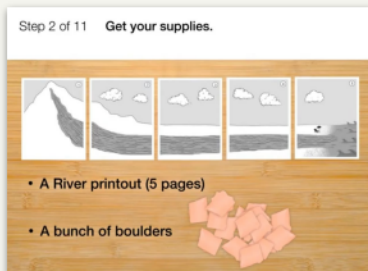 Step 2 of 11 Get your supplies.
• A River printout (5 pages)
• A bunch of boulders